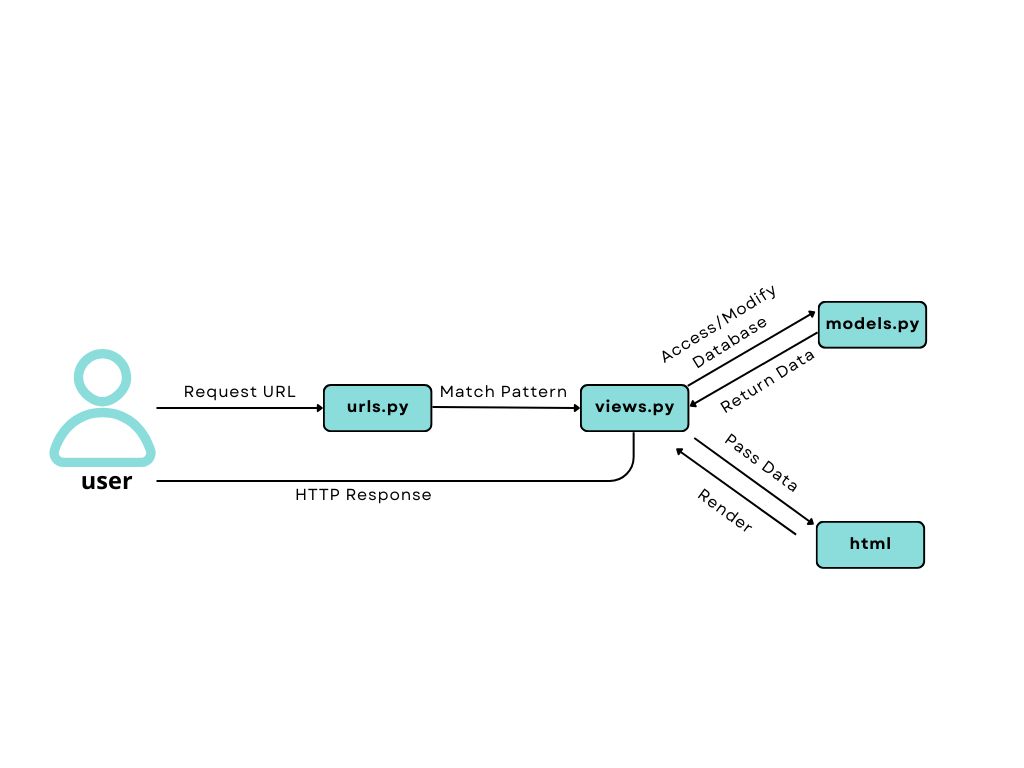 Access/Modify
Database
models.py
Return Data
Request URL
urls.py
Match Pattern
views.py
user
HTTP Response
Pass Data
Render
html